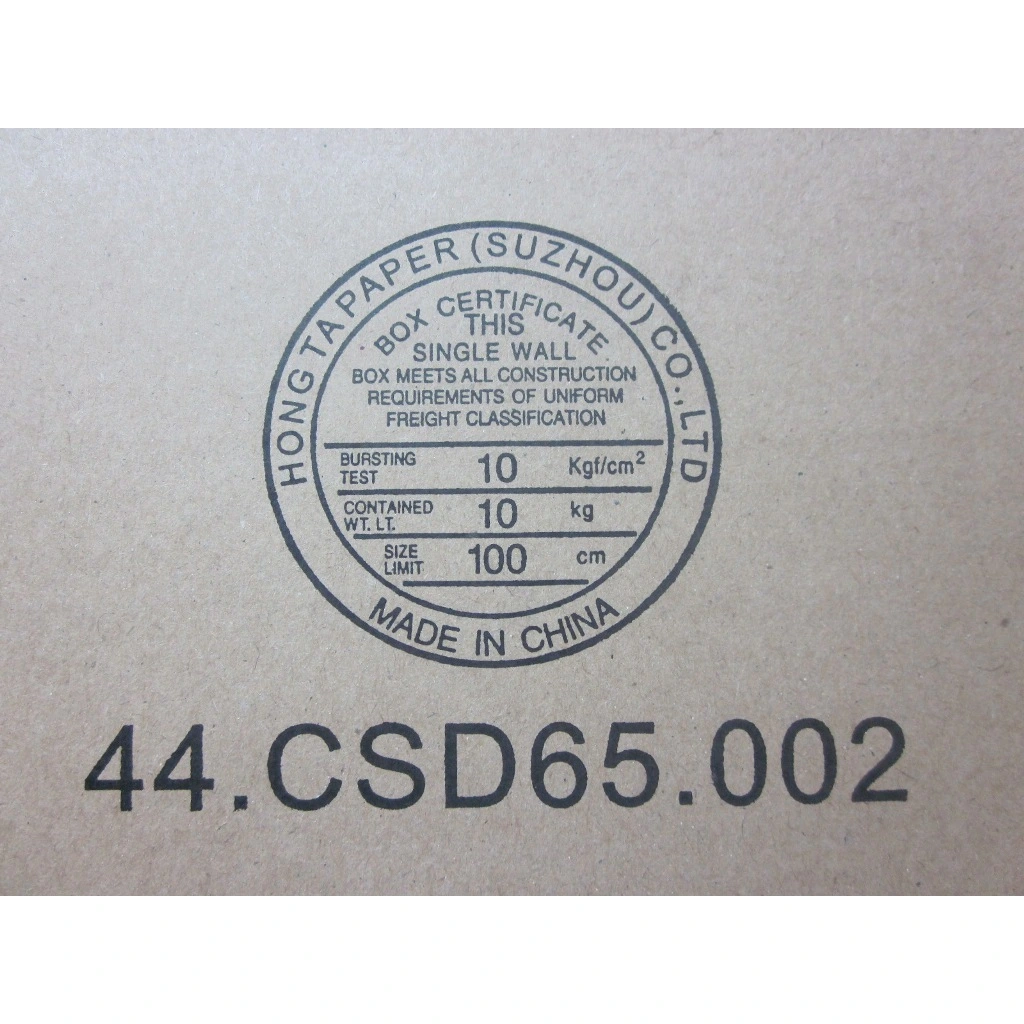 HONG TA PAPER (SUZHOU) CO., LTD
BOX CERTIFICATE
THIS
SINGLE WALL
BOX MEETS ALL CONSTRUCTION
REQUIREMENTS OF UNIFORM
FREIGHT CLASSIFICATION
BURSTING TEST 10 Kgf/cm²
CONTAINED WT. LT. 10 kg
SIZE LIMIT 100 cm
MADE IN CHINA
44.CSD65.002